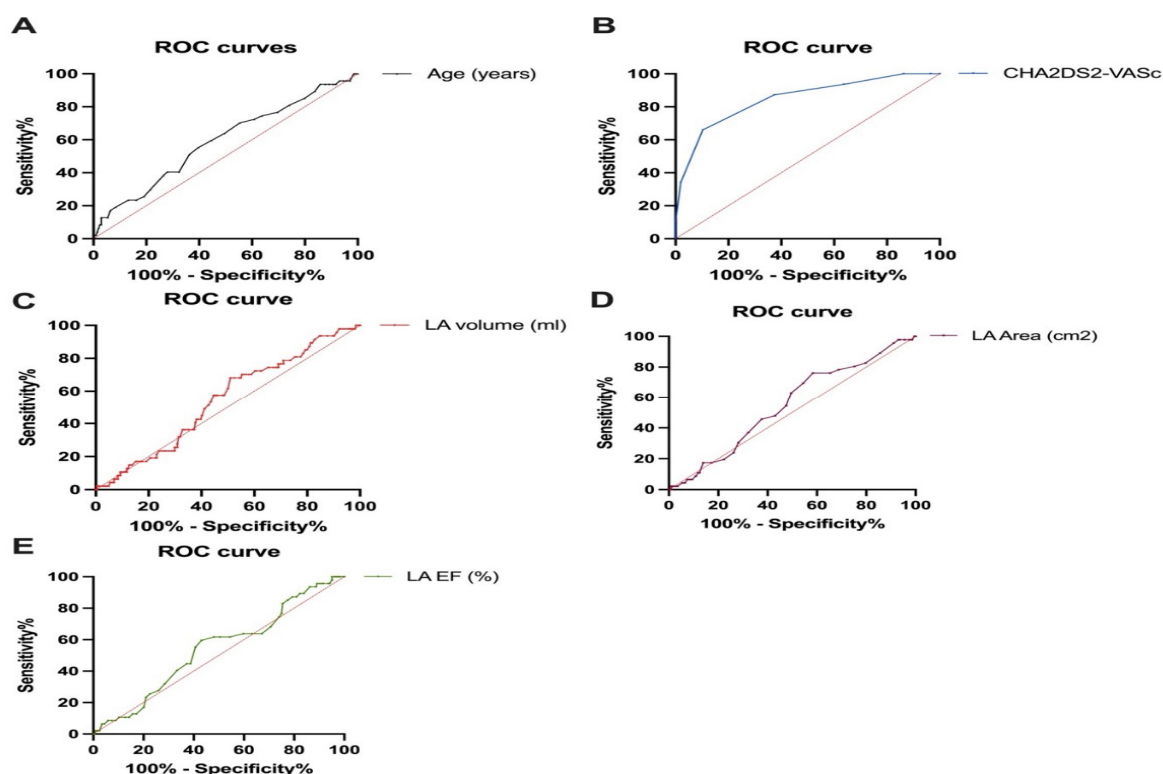 A
ROC curves
Age (years)
Sensitivity%
100
80
60
40
20
0
0 20 40 60 80 100
100% - Specificity%
B
ROC curve
CHA2DS2-VASc
Sensitivity%
100
80
60
40
20
0
0 20 40 60 80 100
100% - Specificity%
C
ROC curve
LA volume (ml)
Sensitivity%
100
80
60
40
20
0
0 20 40 60 80 100
100% - Specificity%
D
ROC curve
LA Area (cm2)
Sensitivity%
100
80
60
40
20
0
0 20 40 60 80 100
100% - Specificity%
E
ROC curve
LA EF (%)
Sensitivity%
100
80
60
40
20
0
0 20 40 60 80 100
100% - Specificity%